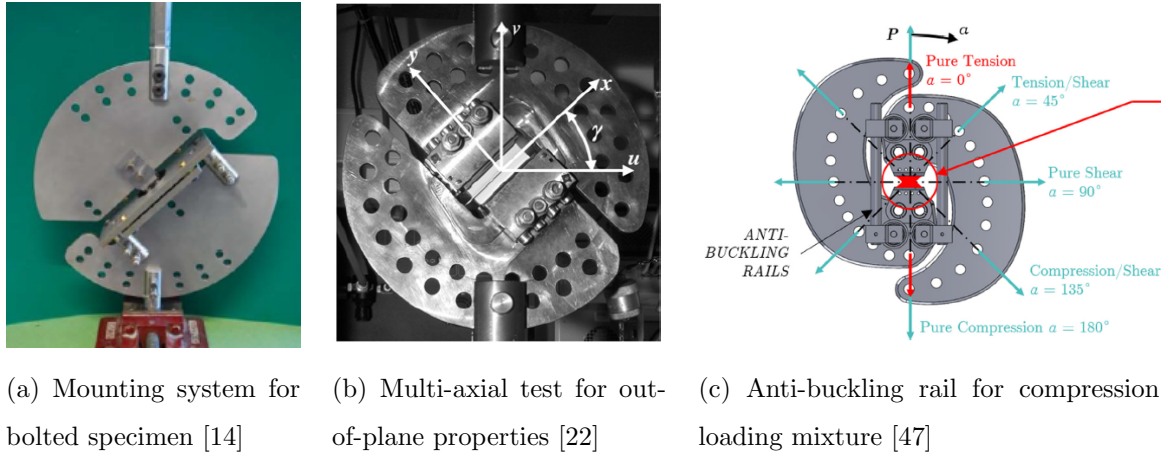 y
v
x
γ
u
P
a
Pure Tension
a = 0°
Tension/Shear
a = 45°
Pure Shear
a = 90°
ANTI-
BUCKLING
RAILS
Compression/Shear
a = 135°
Pure Compression a = 180°
(a) Mounting system for
bolted specimen [14]
(b) Multi-axial test for out-
of-plane properties [22]
(c) Anti-buckling rail for compression
loading mixture [47]